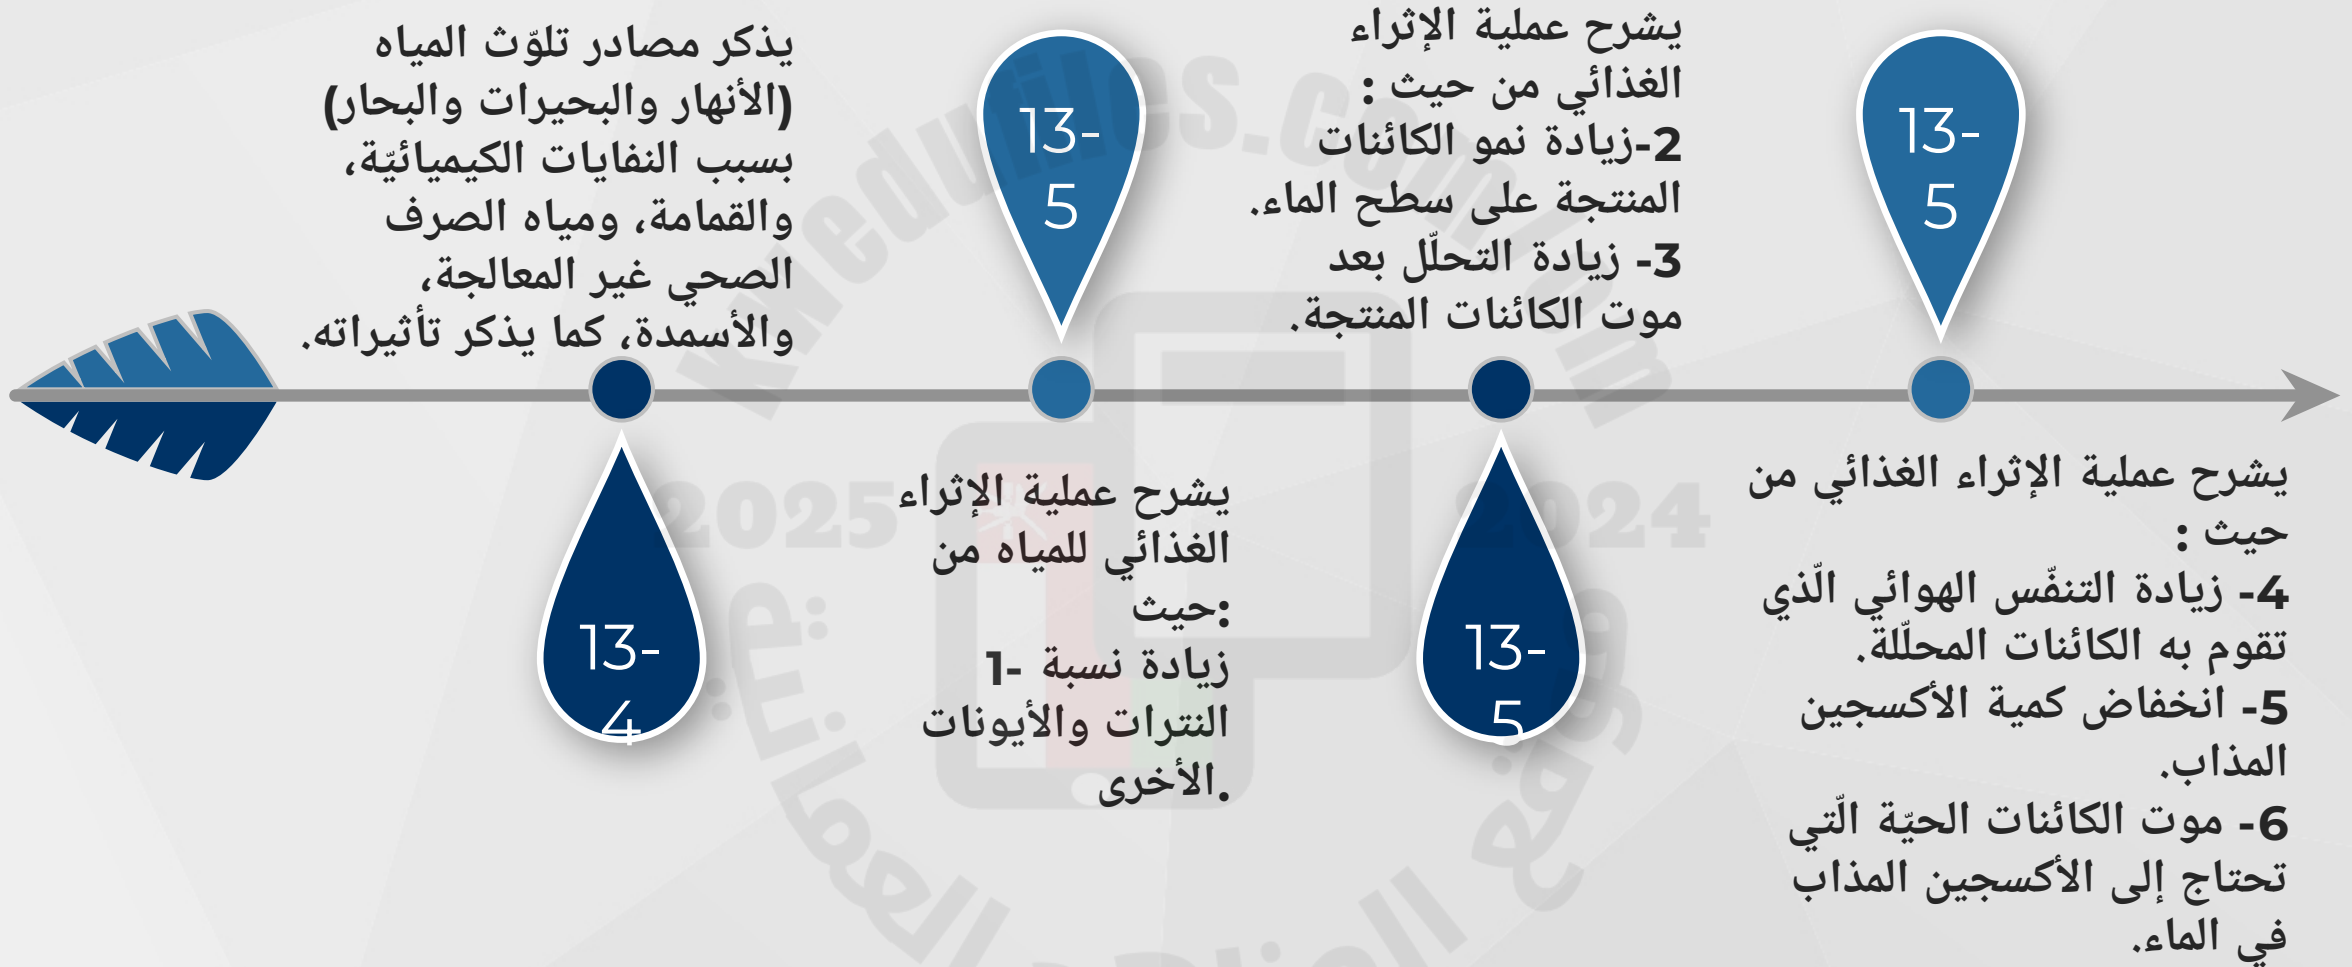 يذكر مصادر تلوّث المياه
(الأنهار والبحيرات والبحار)
بسبب النفايات الكيميائيّة،
والقمامة، ومياه الصرف
الصحي غير المعالجة،
والأسمدة، كما يذكر تأثيراته.
13-
4
13-
5
يشرح عملية الإثراء
الغذائي للمياه من
:حيث
زيادة نسبة -1
النترات والأيونات
.الأخرى
يشرح عملية الإثراء
الغذائي من حيث :
2-زيادة نمو الكائنات
المنتجة على سطح الماء.
3- زيادة التحلّل بعد
موت الكائنات المنتجة.
13-
5
13-
5
يشرح عملية الإثراء الغذائي من
حيث :
4- زيادة التنفّس الهوائي الّذي
تقوم به الكائنات المحلّلة.
5- انخفاض كمية الأكسجين
المذاب.
6- موت الكائنات الحيّة الّتي
تحتاج إلى الأكسجين المذاب
في الماء.
2025
2024